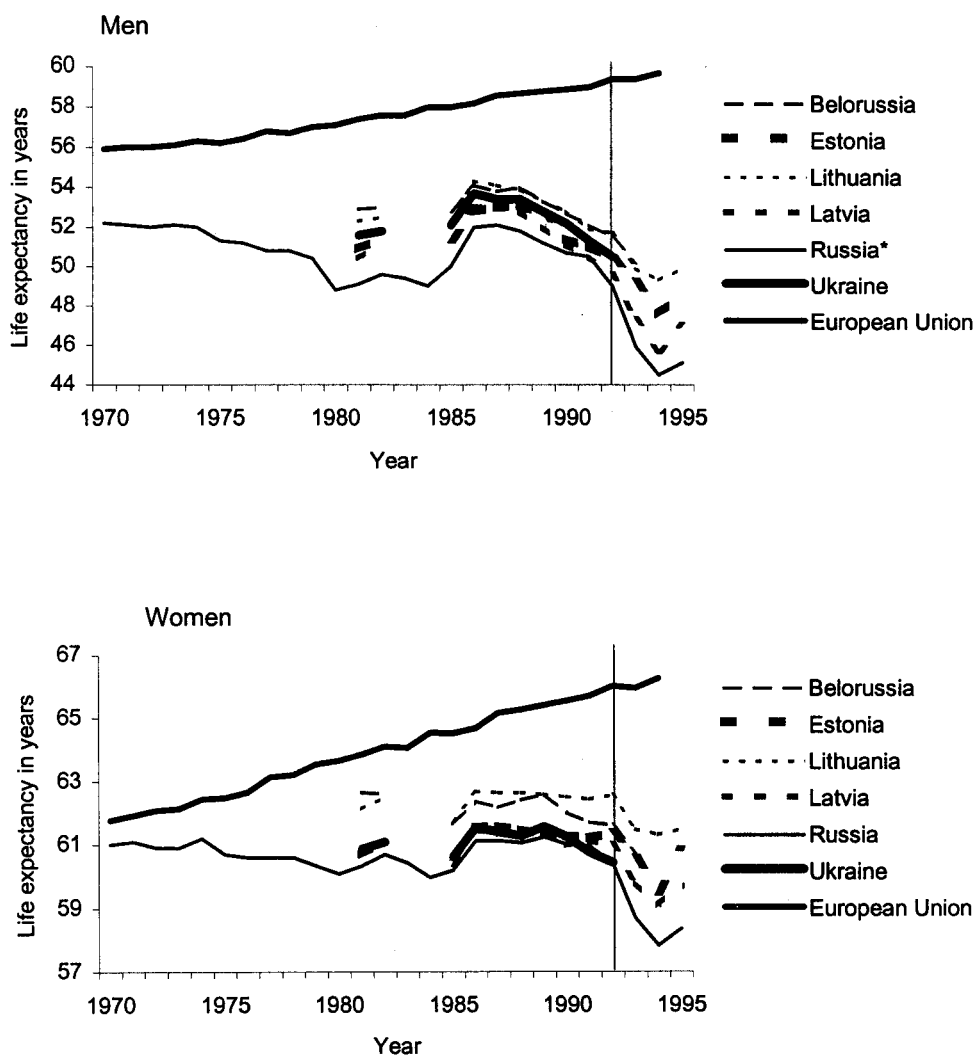 Men
Life expectancy in years
60
58
56
54
52
50
48
46
44
1970 1975 1980 1985 1990 1995
Year
Belorussia
Estonia
Lithuania
Latvia
Russia*
Ukraine
European Union
Women
Life expectancy in years
67
65
63
61
59
57
1970 1975 1980 1985 1990 1995
Year
Belorussia
Estonia
Lithuania
Latvia
Russia
Ukraine
European Union